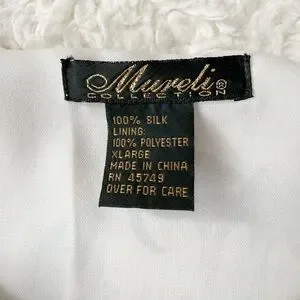 Mureli®
COLLECTION
100% SILK
LINING:
100% POLYESTER
XLARGE
MADE IN CHINA
RN 45749
OVER FOR CARE